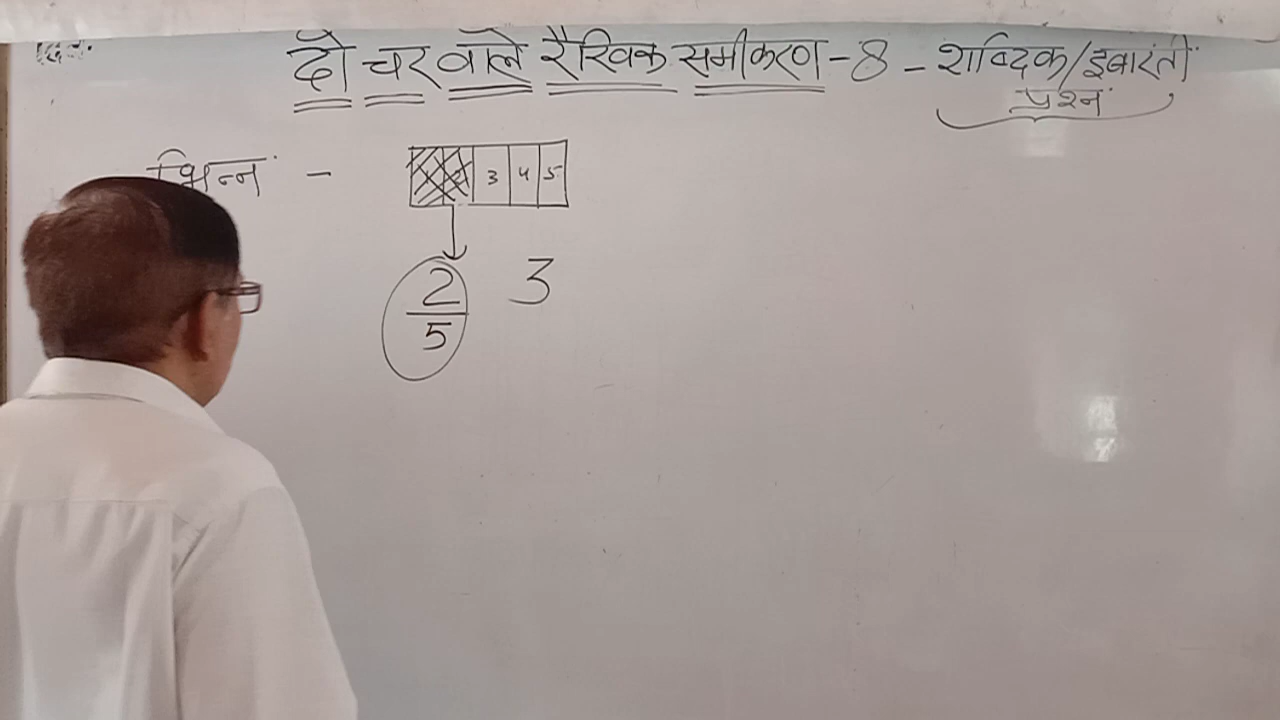 दो चर वाले रैखिक समीकरण - 8 - शाब्दिक/इबारती
प्रश्न
भिन्न -
3 4 5
2 3
5